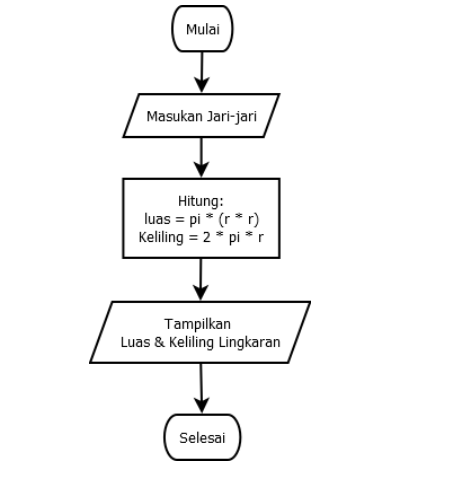 Mulai
Masukan Jari-jari
Hitung:
luas = pi * (r * r)
Keliling = 2 * pi * r
Tampilkan
Luas & Keliling Lingkaran
Selesai